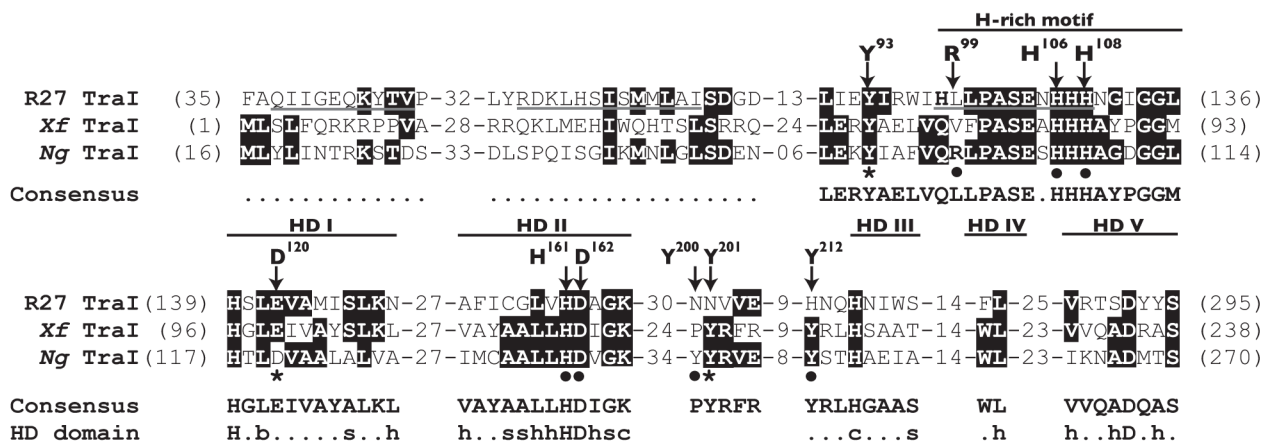 H-rich motif
Y93 R99 H106 H108
R27 TraI (35) FAQIIGEQKYTVP-32-LYRDKLHSISMMLAISDGD-13-LIEYIRWIHLLPASENHHHNGIGGL (136)
Xf TraI (1) MLSLFQRKRPPVA-28-RRQKLMEHIWQHTSLSRRQ-24-LERYAELVQVFPASEAHHHAYPGGM (93)
Ng TraI (16) MLYLINTRKSTDS-33-DLSPQISGIKMNLGLSDEN-06-LEKYIAFVQRLPASESHHHAGDGGL (114)
* ● ● ●
Consensus ............. ................... LERYAELVQLLPASE.HHHAYPGGM
HD I HD II HD III HD IV HD V
D120 H161 D162 Y200 Y201 Y212
R27 TraI (139) HSLEVAMISLKN-27-AFICGLVHDAGK-30-NNVVE-9-HNQHNIWS-14-FL-25-VRTSDYYS (295)
Xf TraI (96) HGLEIVAYSLKL-27-VAYAALLHDIGK-24-PYRFR-9-YRLHSAAT-14-WL-23-VVQADRAS (238)
Ng TraI (117) HTLDVAALALVA-27-IMCAALLHDVGK-34-YYRVE-8-YSTHAEIA-14-WL-23-IKNADMTS (270)
* ● ● ● * ●
Consensus HGLEIVAYALKL VAYAALLHDIGK PYRFR YRLHGAAS WL VVQADQAS
HD domain H.b.....s..h h..sshhHDhsc ...c...s .h h..hD.h.